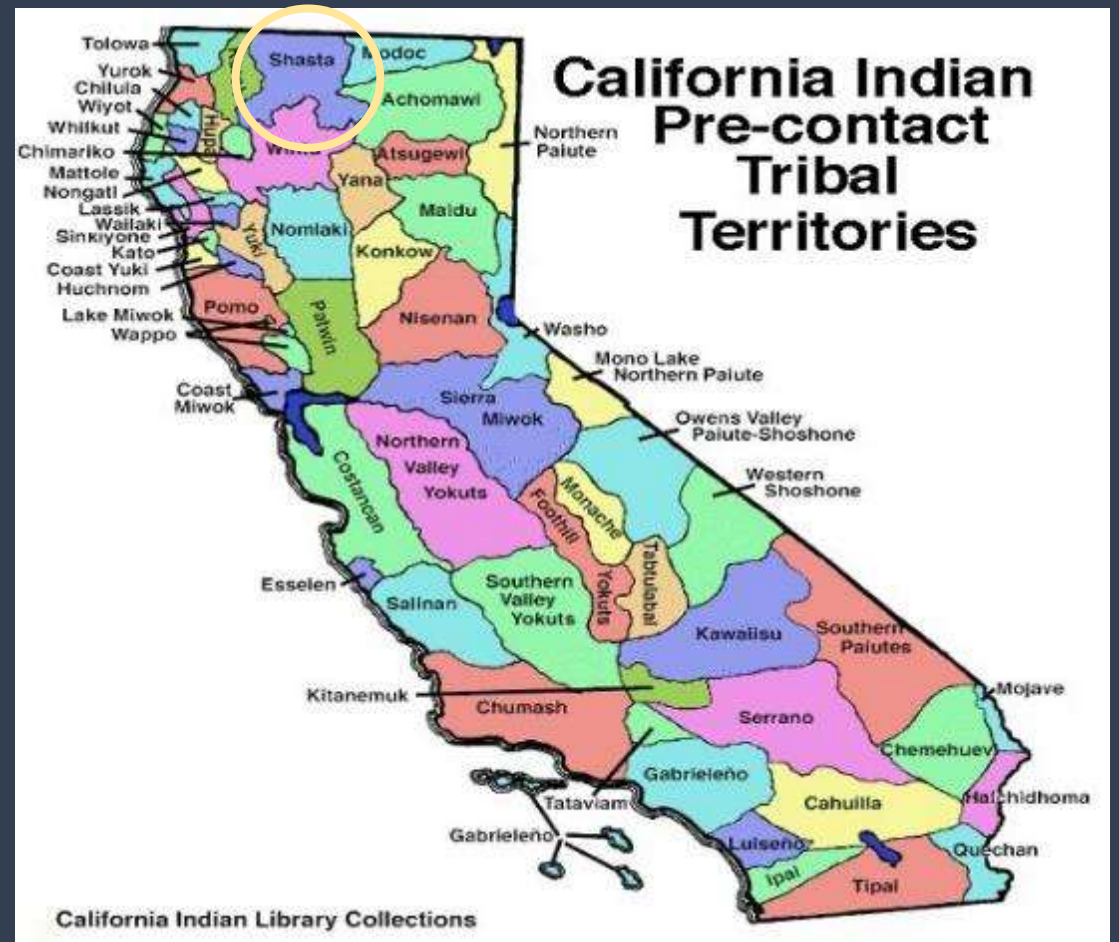 California Indian
Pre-contact
Tribal
Territories
Tolowa
Yurok
Chilula
Wiyot
Whilkut
Chimariko
Mattole
Nongatl
Lassik
Wailaki
Sinkiyone
Kato
Coast Yuki
Huchnom
Lake Miwok
Wappo
Coast
Miwok
Shasta
Modoc
Achomawi
Northern
Paiute
Hupa
Atsugewi
Yana
Nomlaki
Maidu
Yuki
Konkow
Pomo
Patwin
Nisenan
Washo
Mono Lake
Northern Paiute
Sierra
Miwok
Owens Valley
Paiute-Shoshone
Northern
Valley
Yokuts
Western
Shoshone
Costanoan
Foothill
Yokuts
Monache
Tabtulabal
Esselen
Salinan
Southern
Valley
Yokuts
Kawaiisu
Southern
Paiutes
Kitanemuk
Chumash
Serrano
Mojave
Chemehuev
Gabrieleño
Tataviam
Cahuilla
Halchidhoma
Gabrieleño
Luiseño
Quechan
Ipai
Tipai
California Indian Library Collections